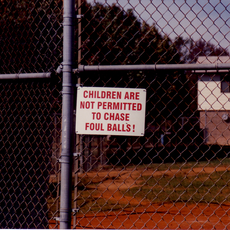 CHILDREN ARE
NOT PERMITTED
TO CHASE
FOUL BALLS!